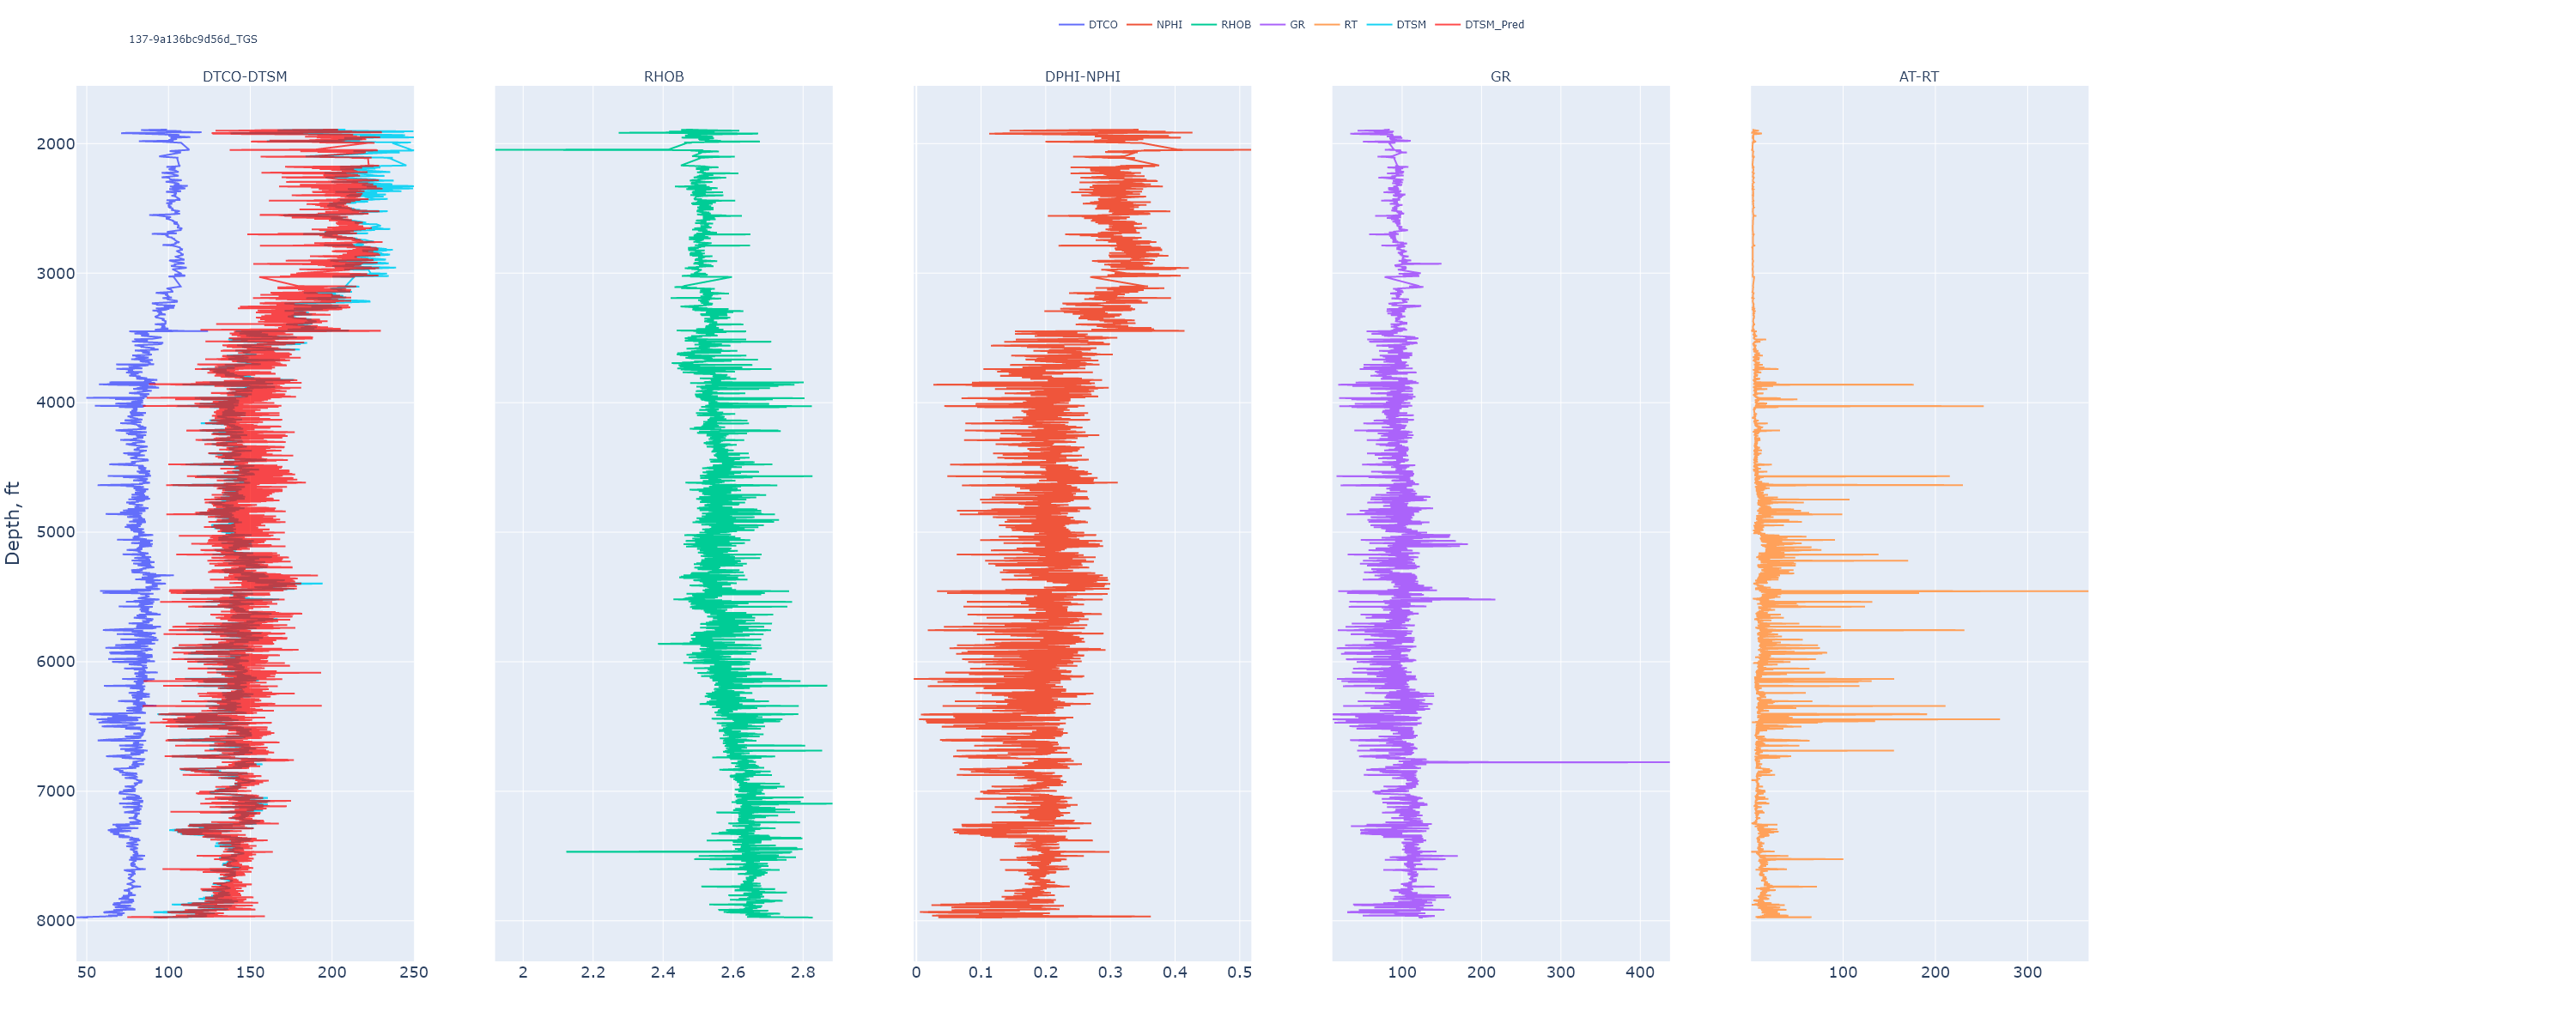 DTCO NPHI RHOB GR RT DTSM DTSM_Pred
137-9a136bc9d56d_TGS
DTCO-DTSM RHOB DPHI-NPHI GR AT-RT
2000
3000
4000
Depth, ft
5000
6000
7000
8000
50 100 150 200 250 2 2.2 2.4 2.6 2.8 0 0.1 0.2 0.3 0.4 0.5 100 200 300 400 100 200 300